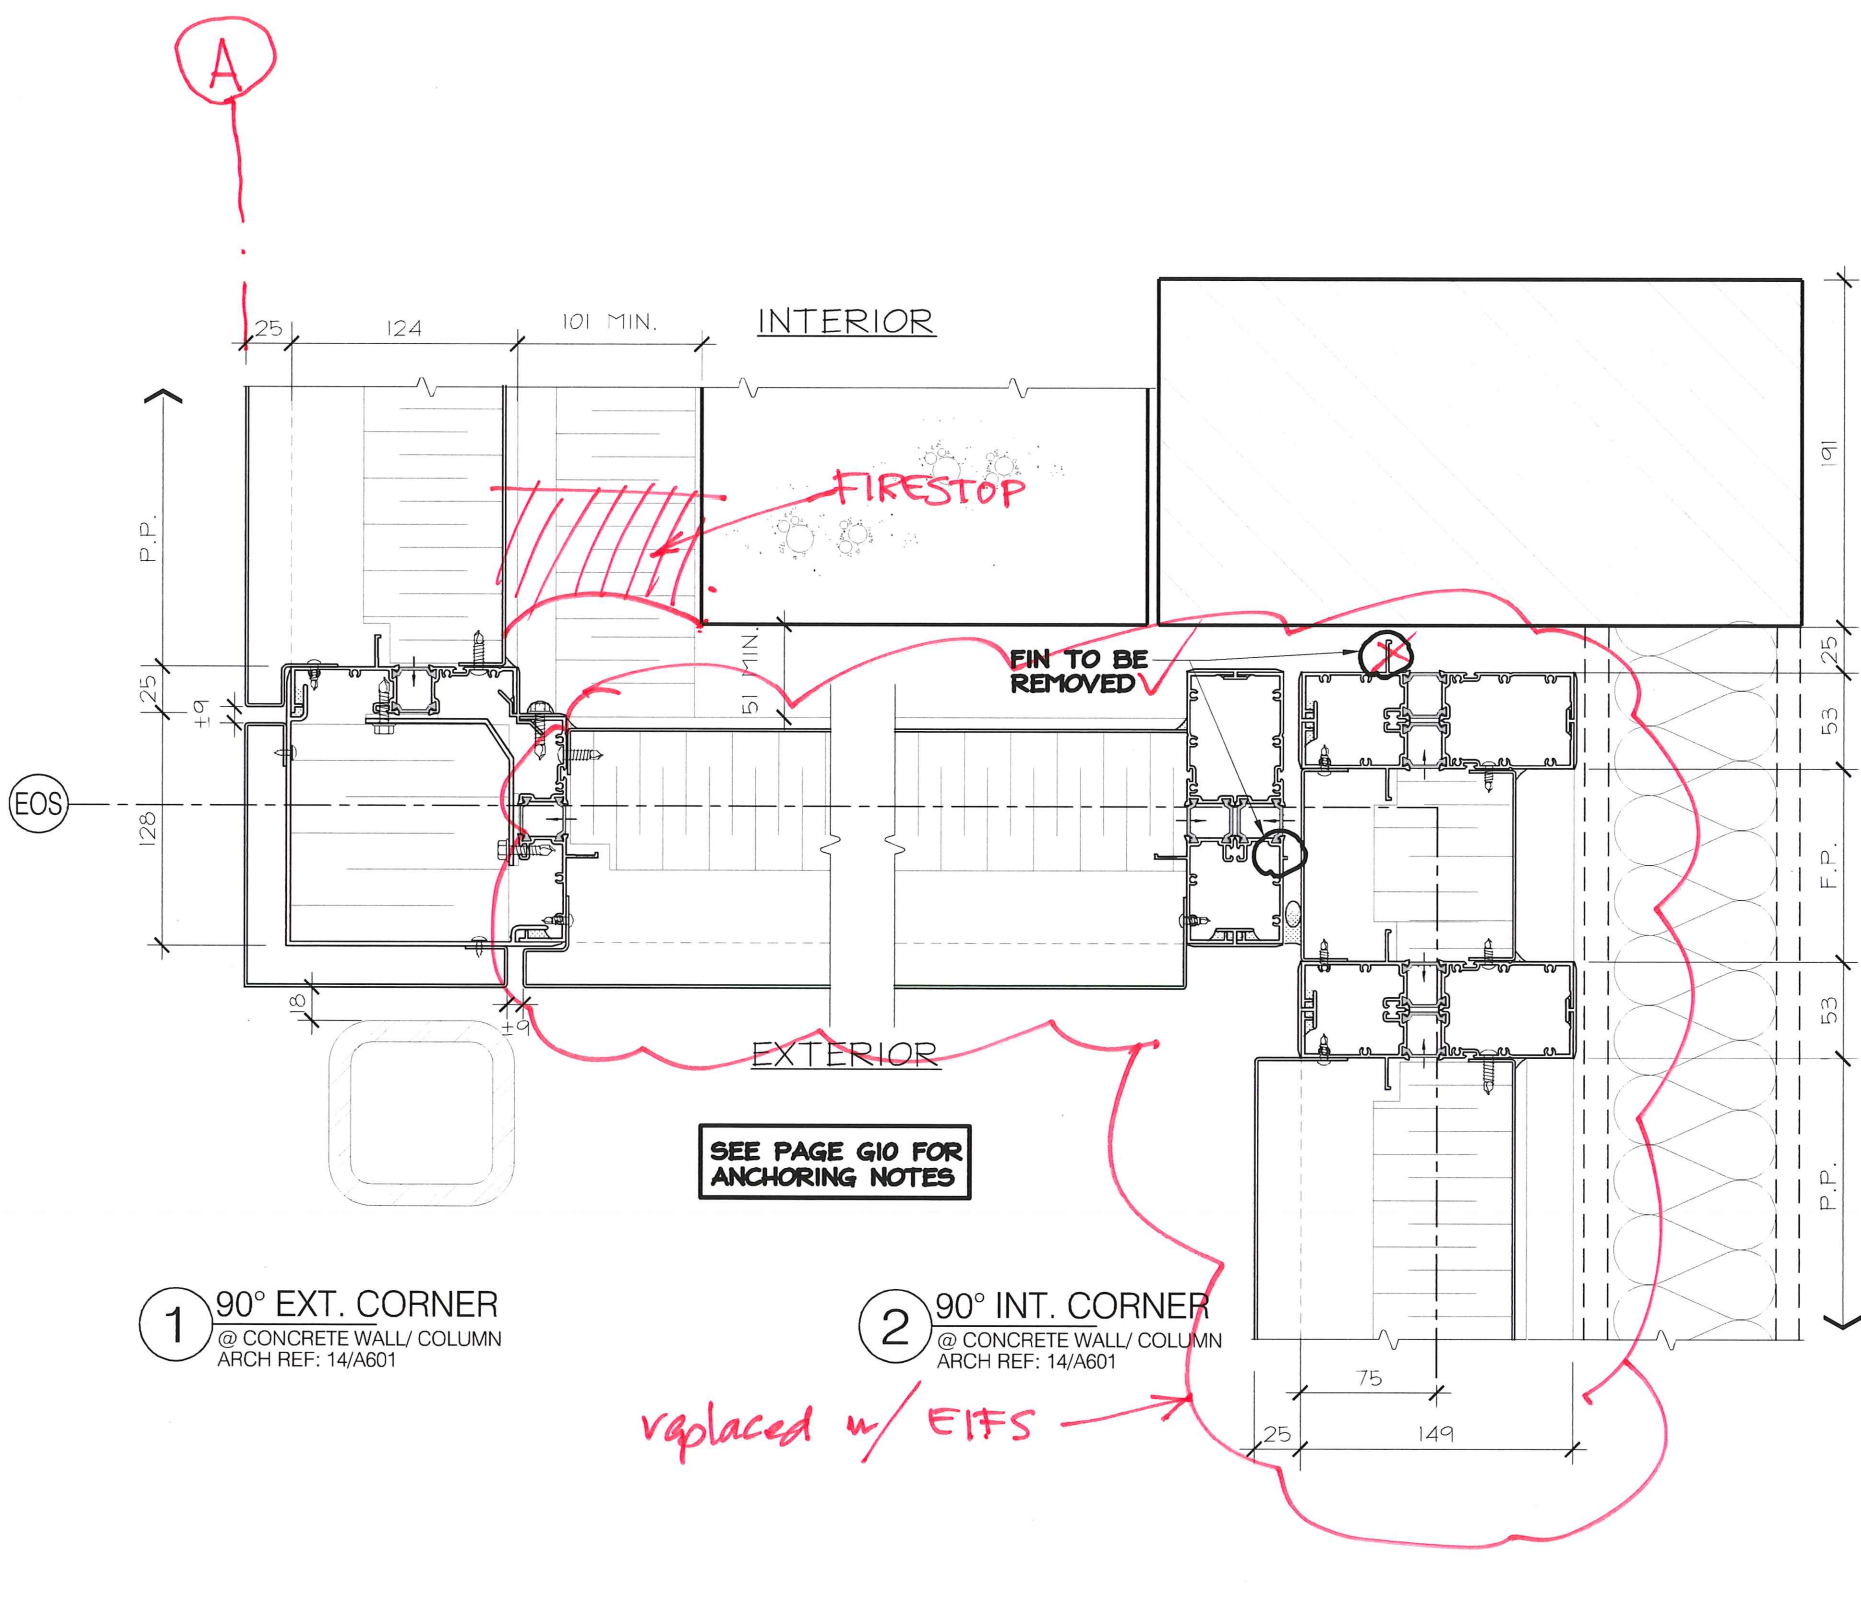 A
25
124
101 MIN.
INTERIOR
191
P.P.
FIRESTOP
25
±9
51 MIN.
FIN TO BE
REMOVED
25
53
EOS
128
F.P.
18
±9
EXTERIOR
53
SEE PAGE G10 FOR
ANCHORING NOTES
P.P.
1
90° EXT. CORNER
@ CONCRETE WALL/ COLUMN
ARCH REF: 14/A601
2
90° INT. CORNER
@ CONCRETE WALL/ COLUMN
ARCH REF: 14/A601
75
replaced w/ EIFS
25
149